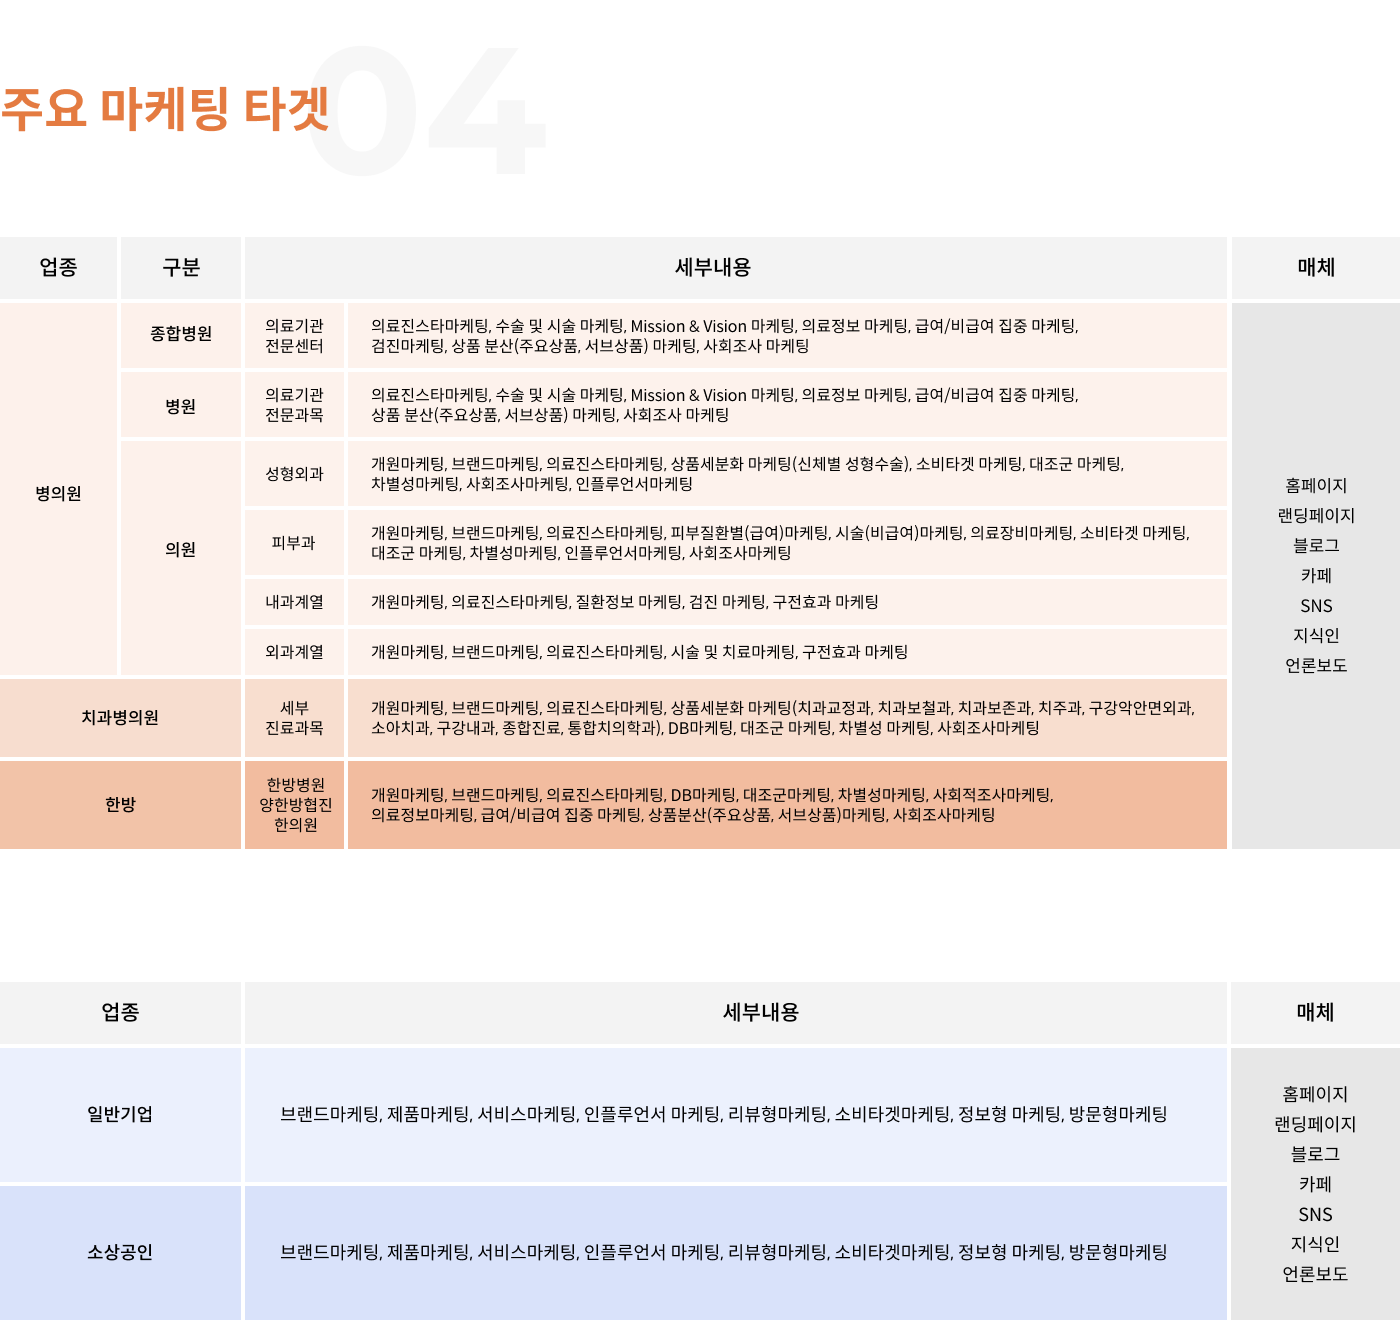 04
주요 마케팅 타겟
업종
구분
세부내용
매체
병의원
종합병원
의료기관
전문센터
의료진스타마케팅, 수술 및 시술 마케팅, Mission & Vision 마케팅, 의료정보 마케팅, 급여/비급여 집중 마케팅,
검진마케팅, 상품 분산(주요상품, 서브상품) 마케팅, 사회조사 마케팅
병원
의료기관
전문과목
의료진스타마케팅, 수술 및 시술 마케팅, Mission & Vision 마케팅, 의료정보 마케팅, 급여/비급여 집중 마케팅,
상품 분산(주요상품, 서브상품) 마케팅, 사회조사 마케팅
의원
성형외과
개원마케팅, 브랜드마케팅, 의료진스타마케팅, 상품세분화 마케팅(신체별 성형수술), 소비타겟 마케팅, 대조군 마케팅,
차별성마케팅, 사회조사마케팅, 인플루언서마케팅
피부과
개원마케팅, 브랜드마케팅, 의료진스타마케팅, 피부질환별(급여)마케팅, 시술(비급여)마케팅, 의료장비마케팅, 소비타겟 마케팅,
대조군 마케팅, 차별성마케팅, 인플루언서마케팅, 사회조사마케팅
내과계열
개원마케팅, 의료진스타마케팅, 질환정보 마케팅, 검진 마케팅, 구전효과 마케팅
외과계열
개원마케팅, 브랜드마케팅, 의료진스타마케팅, 시술 및 치료마케팅, 구전효과 마케팅
치과병의원
세부
진료과목
개원마케팅, 브랜드마케팅, 의료진스타마케팅, 상품세분화 마케팅(치과교정과, 치과보철과, 치과보존과, 치주과, 구강악안면외과,
소아치과, 구강내과, 종합진료, 통합치의학과), DB마케팅, 대조군 마케팅, 차별성 마케팅, 사회조사마케팅
한방
한방병원
양한방협진
한의원
개원마케팅, 브랜드마케팅, 의료진스타마케팅, DB마케팅, 대조군마케팅, 차별성마케팅, 사회적조사마케팅,
의료정보마케팅, 급여/비급여 집중 마케팅, 상품분산(주요상품, 서브상품)마케팅, 사회조사마케팅
홈페이지
랜딩페이지
블로그
카페
SNS
지식인
언론보도
업종
세부내용
매체
일반기업
브랜드마케팅, 제품마케팅, 서비스마케팅, 인플루언서 마케팅, 리뷰형마케팅, 소비타겟마케팅, 정보형 마케팅, 방문형마케팅
소상공인
브랜드마케팅, 제품마케팅, 서비스마케팅, 인플루언서 마케팅, 리뷰형마케팅, 소비타겟마케팅, 정보형 마케팅, 방문형마케팅
홈페이지
랜딩페이지
블로그
카페
SNS
지식인
언론보도